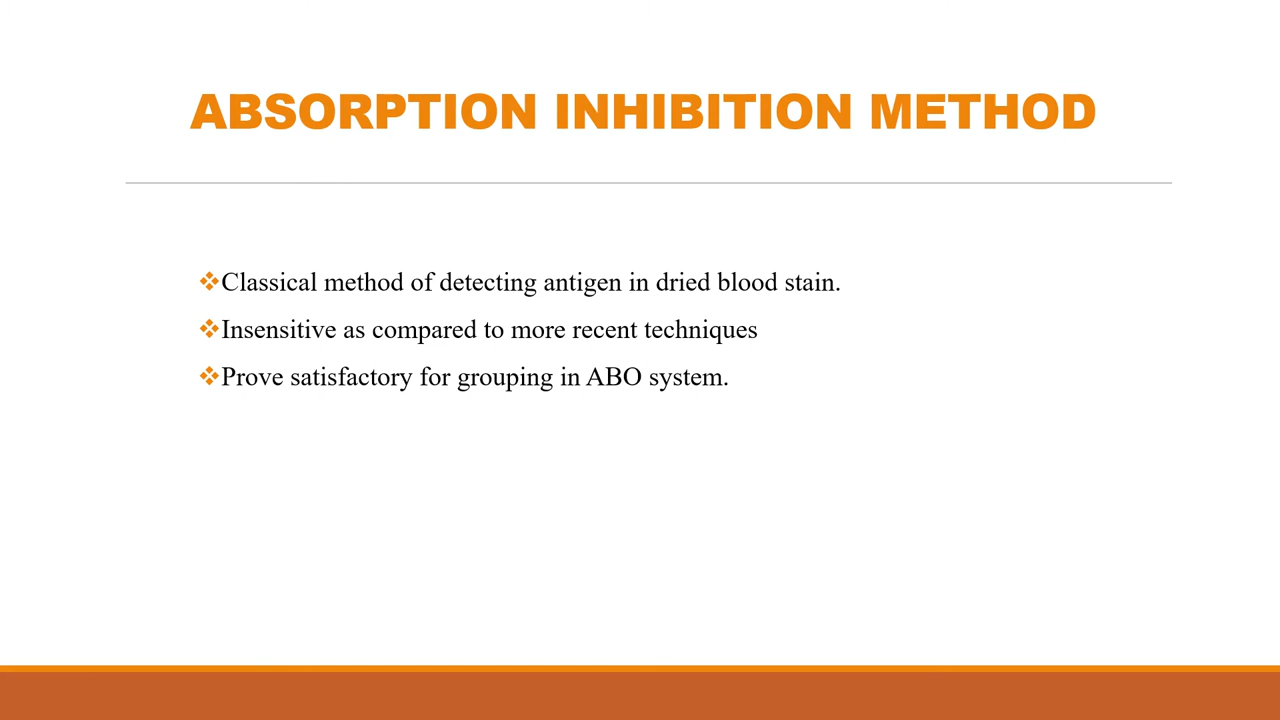 ABSORPTION INHIBITION METHOD
❖Classical method of detecting antigen in dried blood stain.
❖Insensitive as compared to more recent techniques
❖Prove satisfactory for grouping in ABO system.